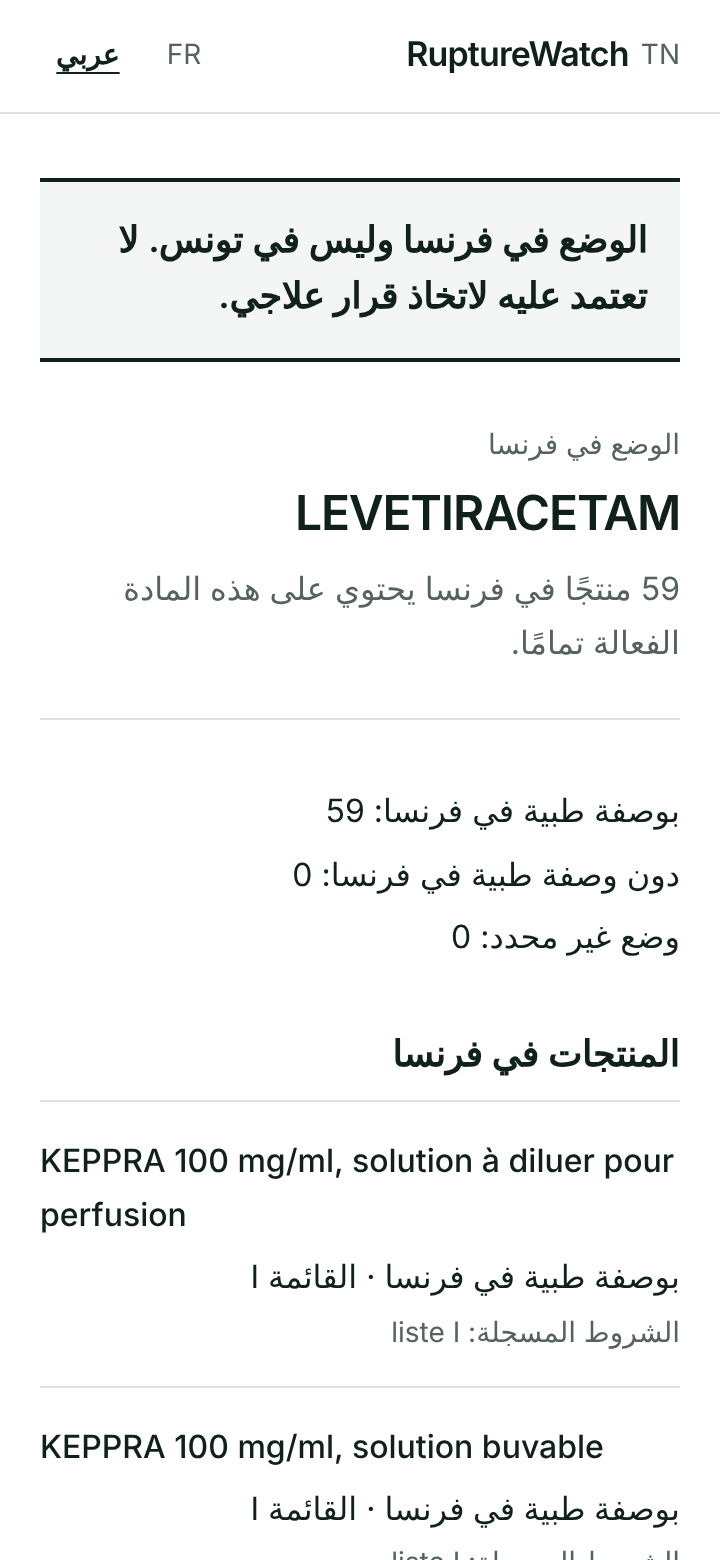 RuptureWatch TN
FR
عربي
الوضع في فرنسا وليس في تونس. لا
تعتمد عليه لاتخاذ قرار علاجي.
الوضع في فرنسا
LEVETIRACETAM
59 منتجًا في فرنسا يحتوي على هذه المادة
الفعالة تمامًا.
بوصفة طبية في فرنسا: 59
دون وصفة طبية في فرنسا: 0
وضع غير محدد: 0
المنتجات في فرنسا
KEPPRA 100 mg/ml, solution à diluer pour
perfusion
بوصفة طبية في فرنسا · القائمة I
الشروط المسجلة: liste I
KEPPRA 100 mg/ml, solution buvable
بوصفة طبية في فرنسا · القائمة I